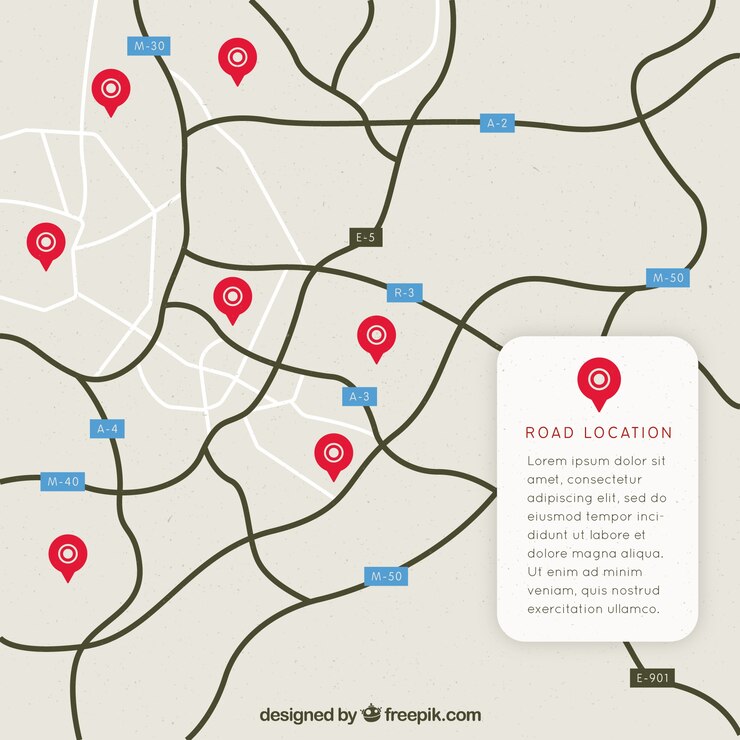 M-30
A-2
E-5
M-50
R-3
A-3
A-4
M-40
M-50
E-901
ROAD LOCATION
Lorem ipsum dolor sit
amet, consectetur
adipiscing elit, sed do
eiusmod tempor inci-
didunt ut labore et
dolore magna aliqua.
Ut enim ad minim
veniam, quis nostrud
exercitation ullamco.
designed by freepik.com